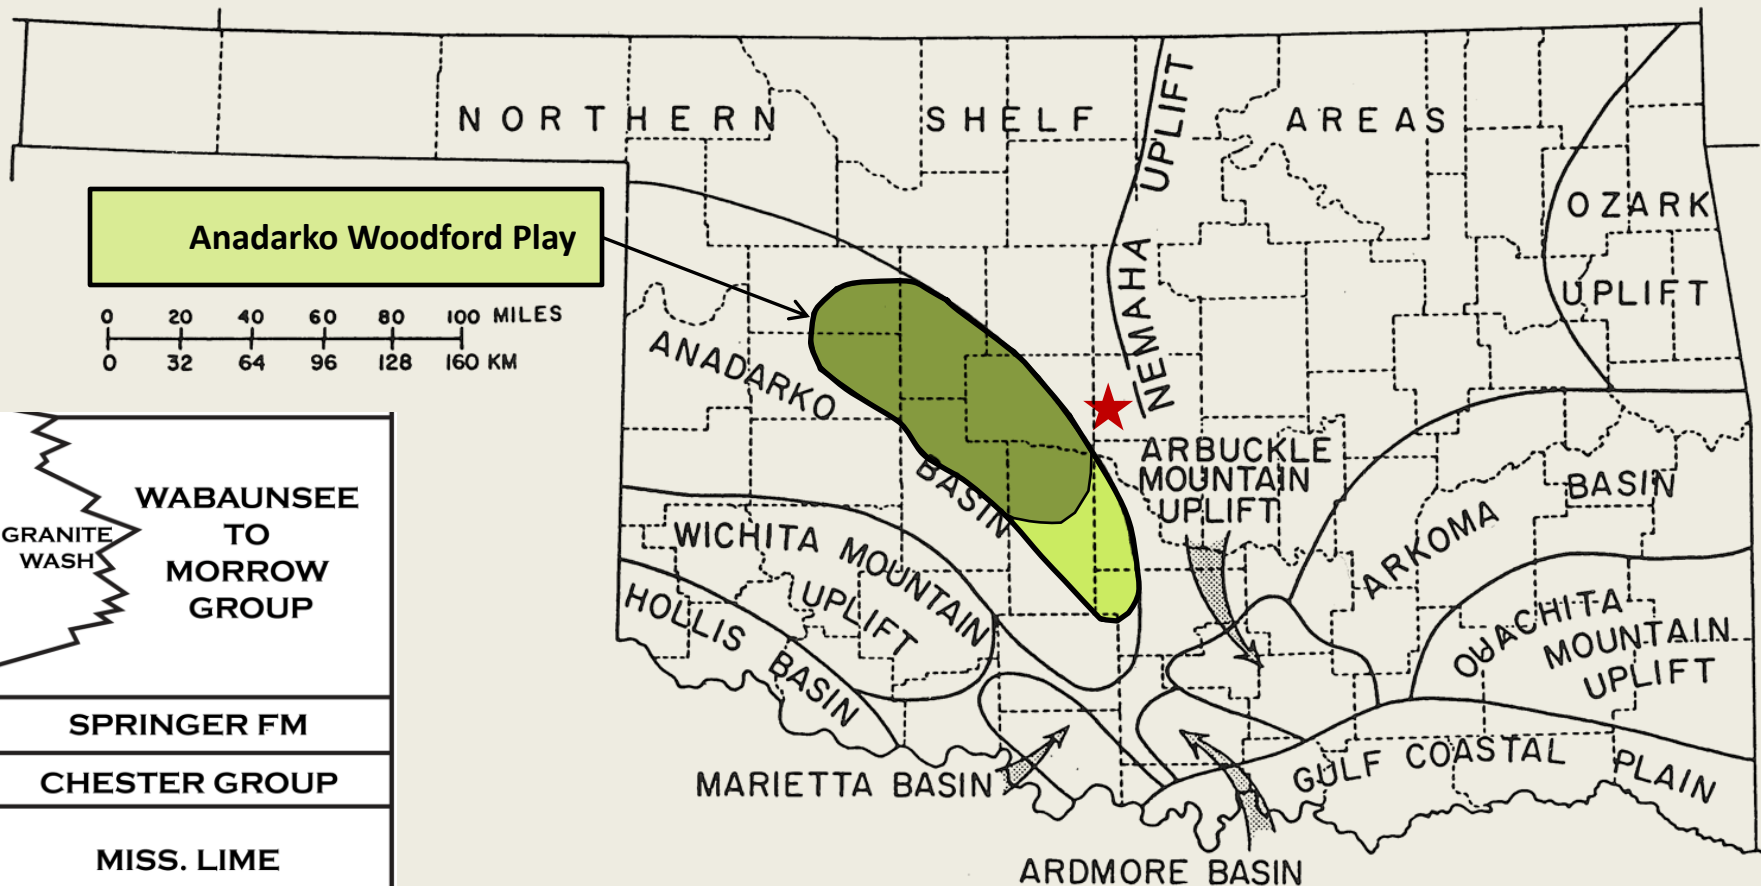 NORTHERN SHELF AREAS
NEMAHA UPLIFT
OZARK
UPLIFT
Anadarko Woodford Play
0 20 40 60 80 100 MILES
0 32 64 96 128 160 KM
ANADARKO
BASIN
ARBUCKLE
MOUNTAIN
UPLIFT
ARKOMA
BASIN
WICHITA MOUNTAIN
UPLIFT
HOLLIS BASIN
OUACHITA
MOUNTAIN
UPLIFT
MARIETTA BASIN
ARDMORE BASIN
GULF COASTAL PLAIN
GRANITE
WASH
WABAUNSEE
TO
MORROW
GROUP
SPRINGER FM
CHESTER GROUP
MISS. LIME